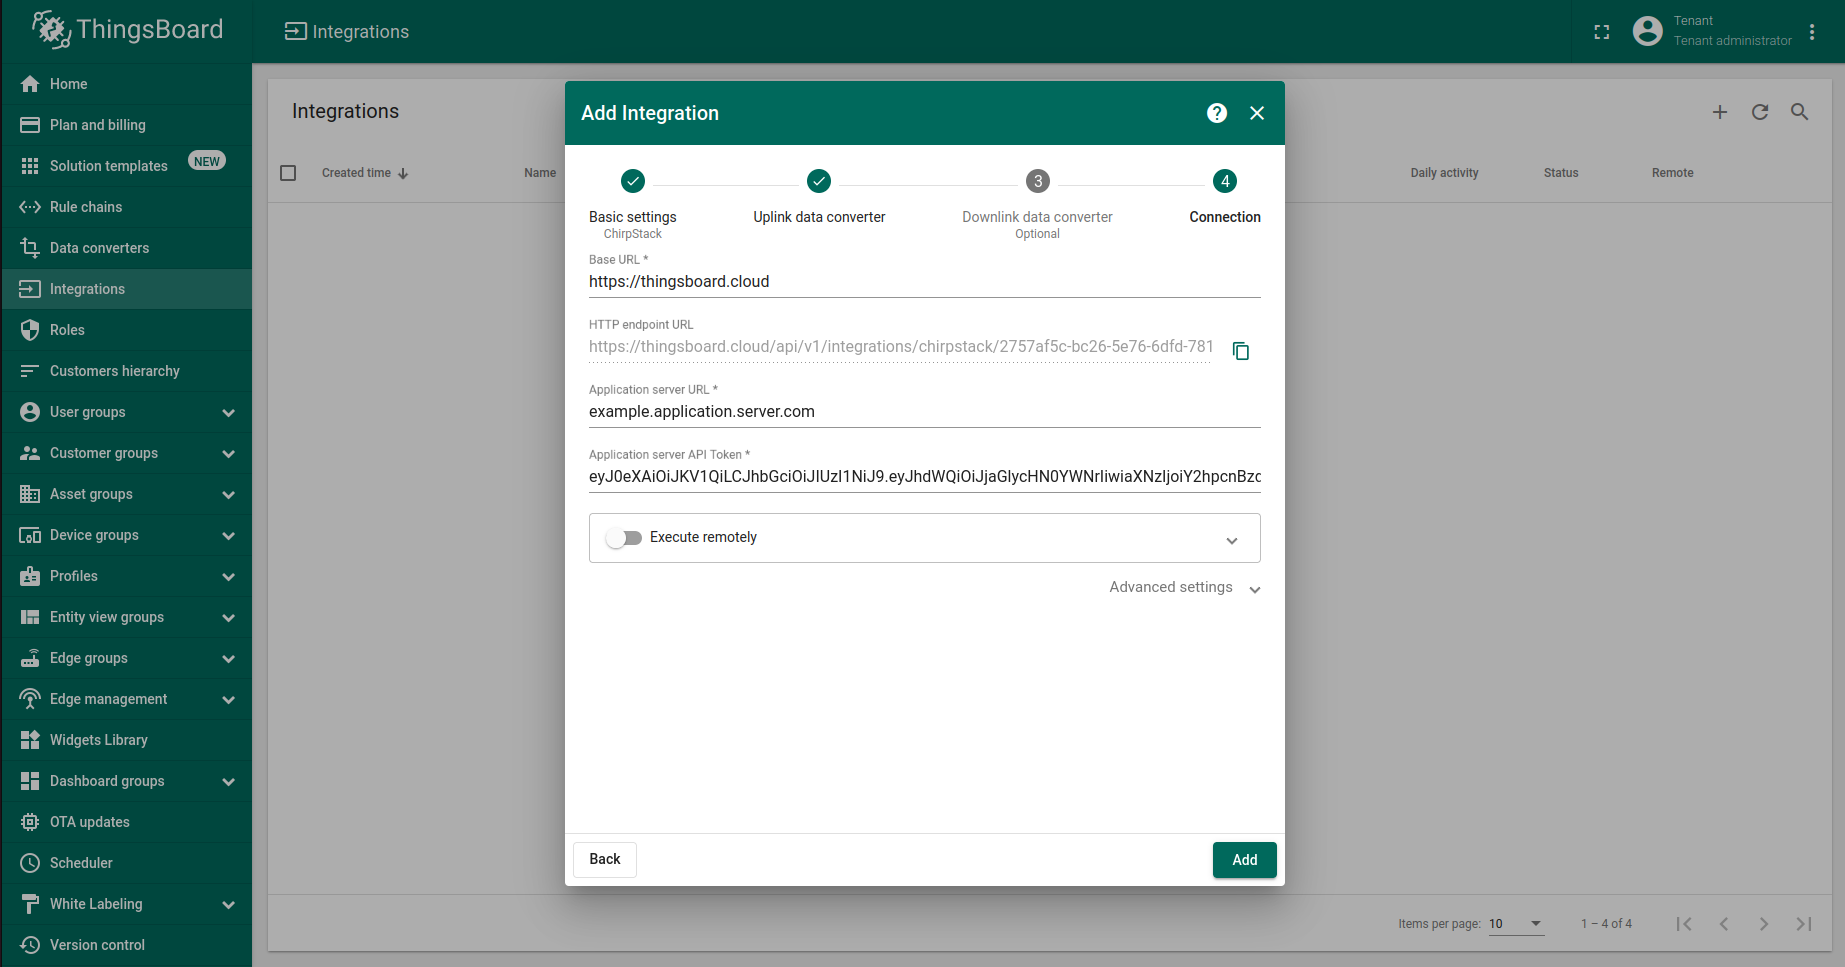 ThingsBoard
Integrations
Tenant
Tenant administrator
Home
Plan and billing
Solution templates NEW
Rule chains
Data converters
Integrations
Roles
Customers hierarchy
User groups
Customer groups
Asset groups
Device groups
Profiles
Entity view groups
Edge groups
Edge management
Widgets Library
Dashboard groups
OTA updates
Scheduler
White Labeling
Version control
Integrations
Created time Name Daily activity Status Remote
Add Integration
3 4
Basic settings Uplink data converter Downlink data converter Connection
ChirpStack Optional
Base URL *
https://thingsboard.cloud
HTTP endpoint URL
https://thingsboard.cloud/api/v1/integrations/chirpstack/2757af5c-bc26-5e76-6dfd-781
Application server URL *
example.application.server.com
Application server API Token *
eyJ0eXAiOiJKV1QiLCJhbGciOiJIUzI1NiJ9.eyJhdWQiOiJjaGlycHN0YWNrIiwiaXNzIjoiY2hpcnBzc
Execute remotely
Advanced settings
Back Add
Items per page: 10 1 – 4 of 4